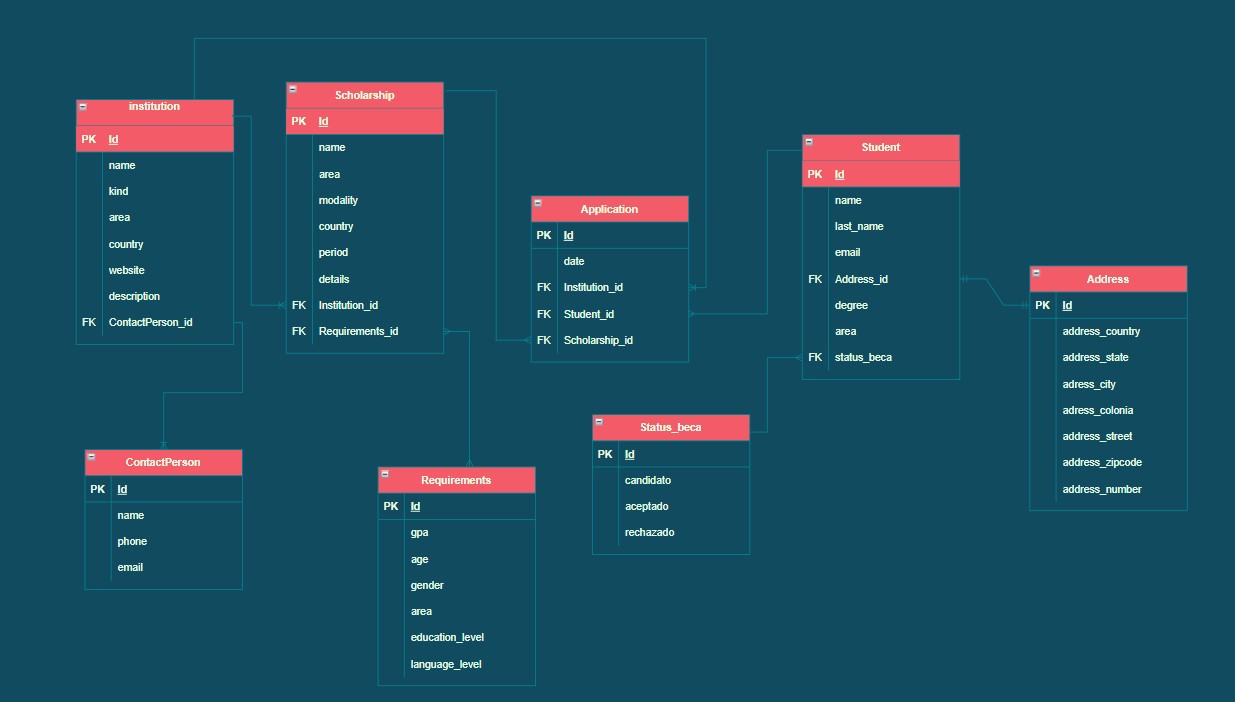 institution
PK Id
name
kind
area
country
website
description
FK ContactPerson_id
Scholarship
PK Id
name
area
modality
country
period
details
FK Institution_id
FK Requirements_id
Application
PK Id
date
FK Institution_id
FK Student_id
FK Scholarship_id
Student
PK Id
name
last_name
email
FK Address_id
degree
area
FK status_beca
Address
PK Id
address_country
address_state
adress_city
adress_colonia
address_street
address_zipcode
address_number
ContactPerson
PK Id
name
phone
email
Requirements
PK Id
gpa
age
gender
area
education_level
language_level
Status_beca
PK Id
candidato
aceptado
rechazado